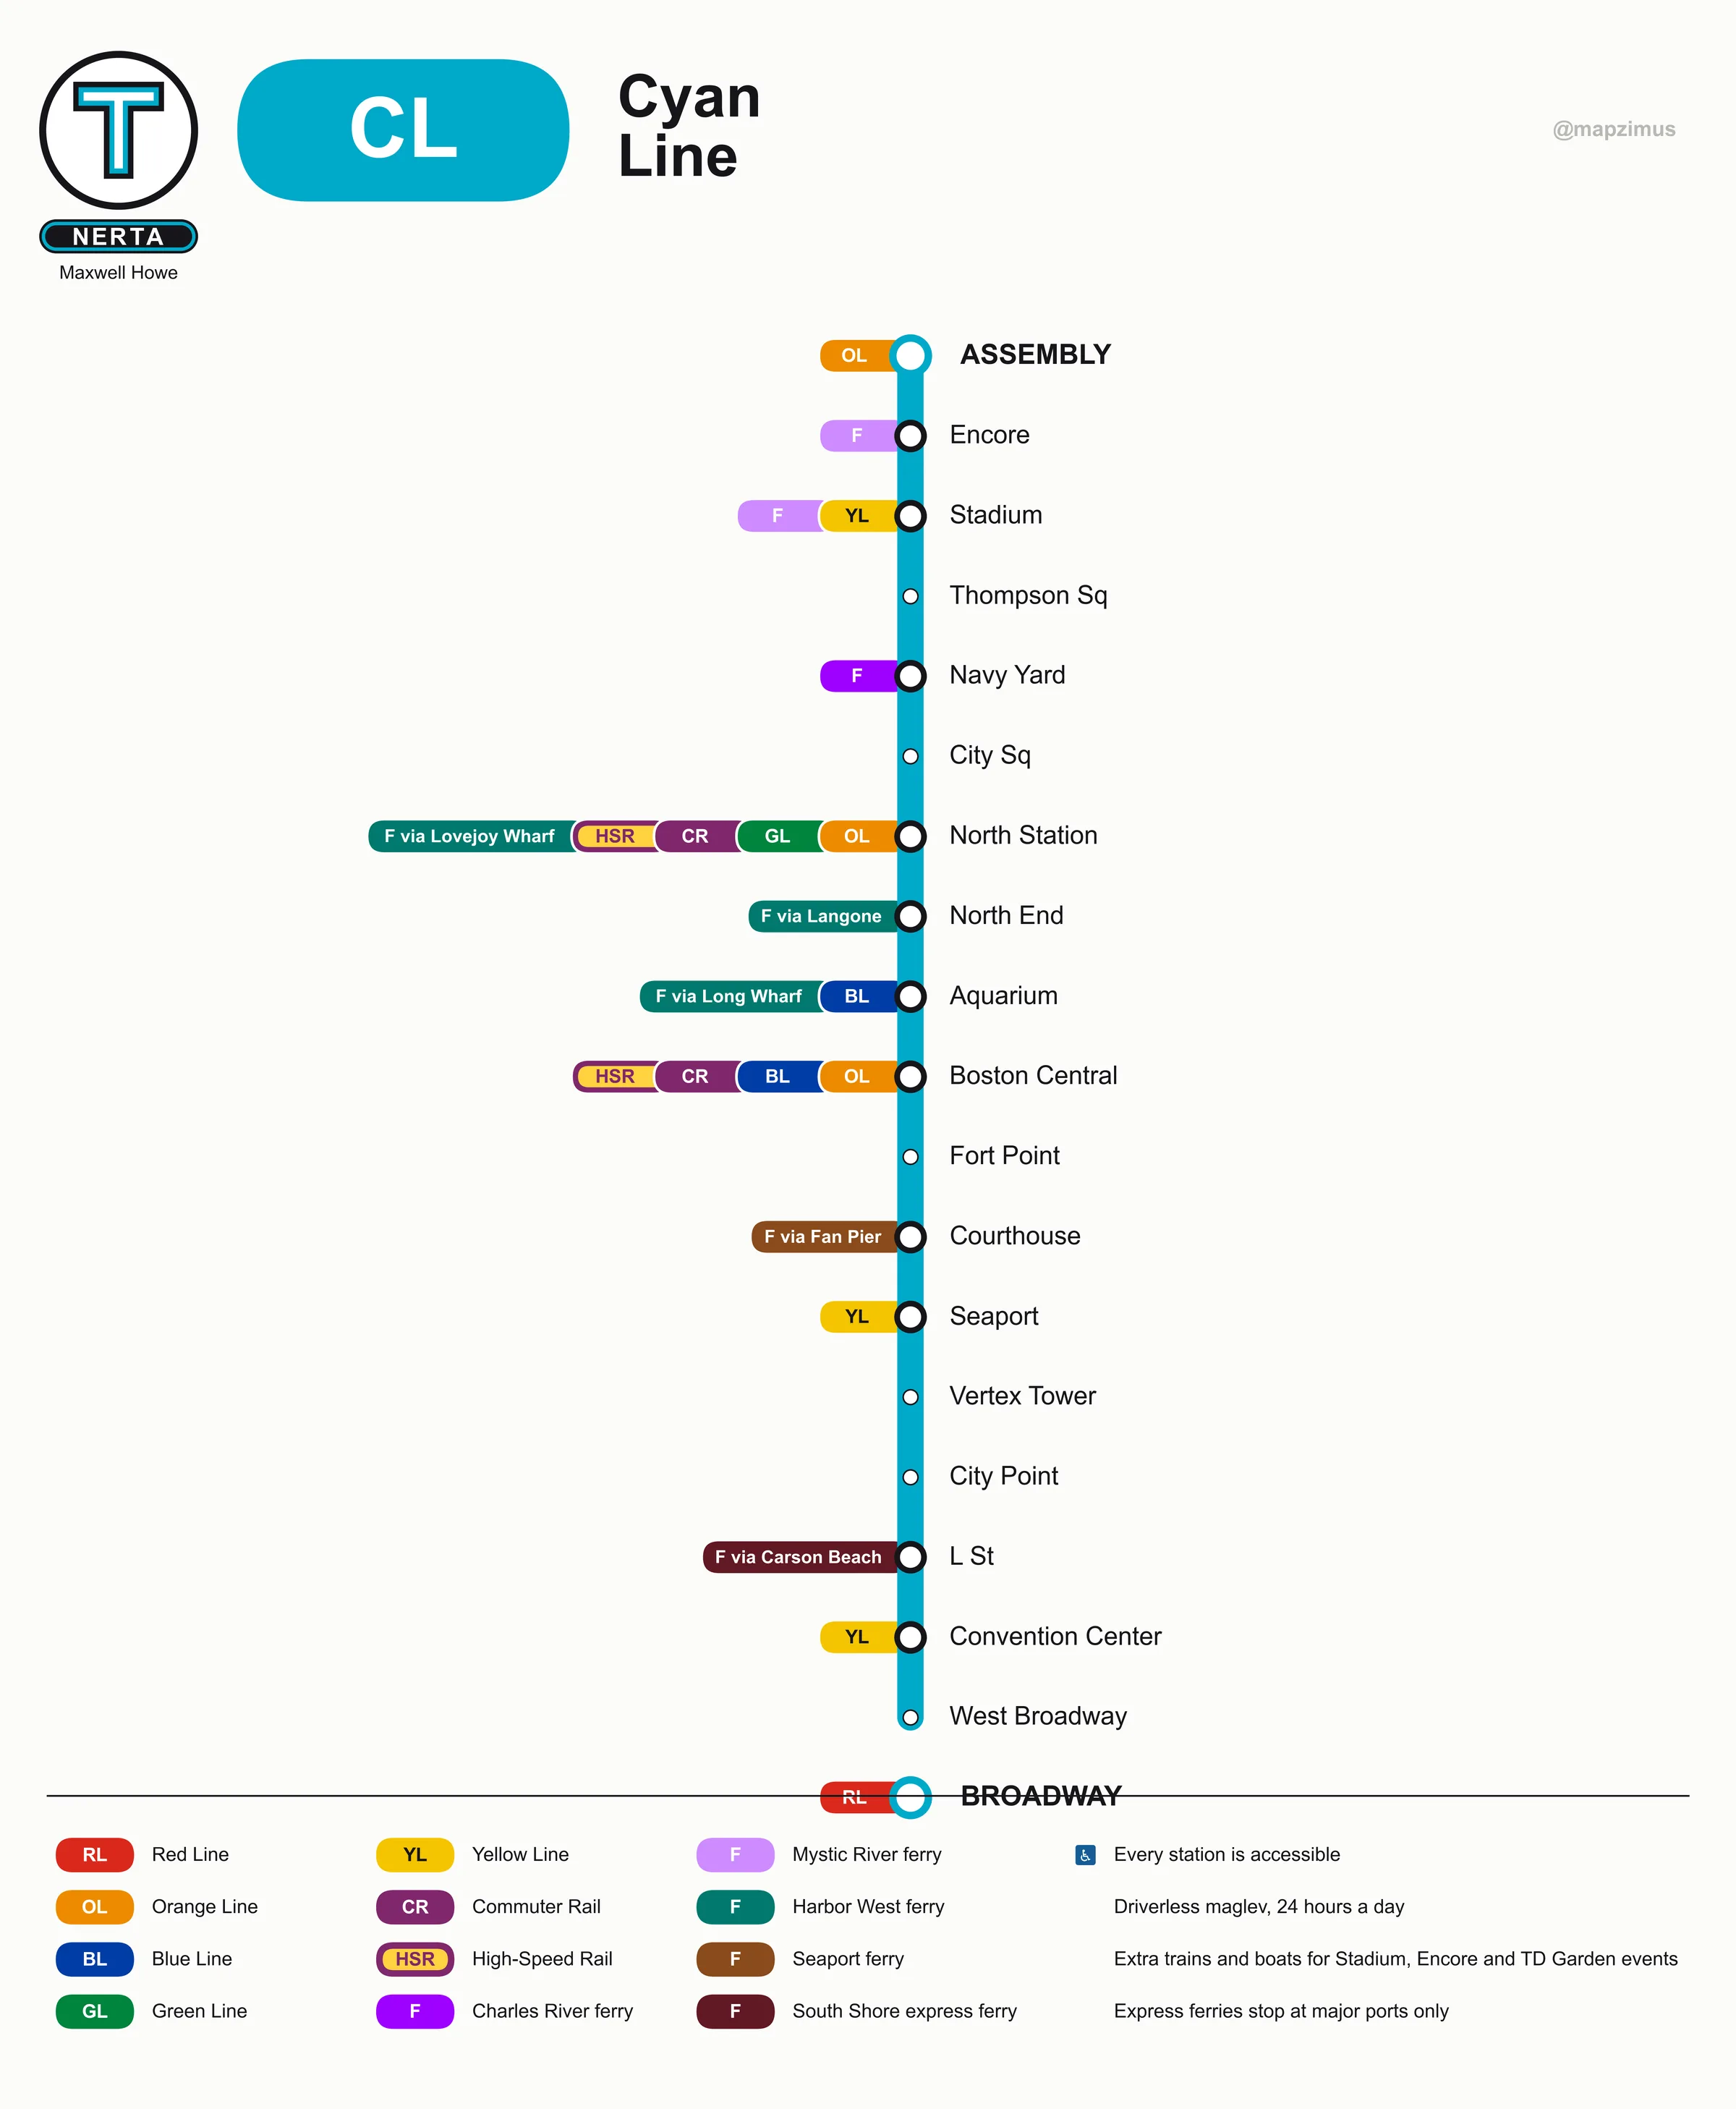 T
NERTA
Maxwell Howe
CL
Cyan
Line
@mapzimus
OL ASSEMBLY
F Encore
F YL Stadium
Thompson Sq
F Navy Yard
City Sq
F via Lovejoy Wharf HSR CR GL OL North Station
F via Langone North End
F via Long Wharf BL Aquarium
HSR CR BL OL Boston Central
Fort Point
F via Fan Pier Courthouse
YL Seaport
Vertex Tower
City Point
F via Carson Beach L St
YL Convention Center
West Broadway
RL BROADWAY
RL Red Line
OL Orange Line
BL Blue Line
GL Green Line
YL Yellow Line
CR Commuter Rail
HSR High-Speed Rail
F Charles River ferry
F Mystic River ferry
F Harbor West ferry
F Seaport ferry
F South Shore express ferry
Every station is accessible
Driverless maglev, 24 hours a day
Extra trains and boats for Stadium, Encore and TD Garden events
Express ferries stop at major ports only